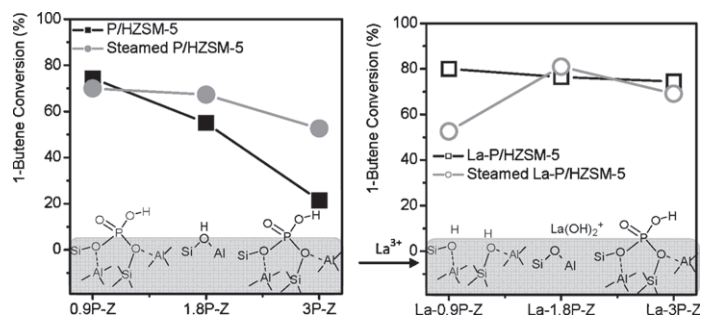 1-Butene Conversion (%)
100
80
60
40
20
0
P/HZSM-5
Steamed P/HZSM-5
O
O
H
P
O
O
Si
Al
Si
Al
H
O
Si
Al
O
O
H
P
O
O
Si
Al
Si
Al
0.9P-Z
1.8P-Z
3P-Z
La³⁺
1-Butene Conversion (%)
100
80
60
40
20
0
La-P/HZSM-5
Steamed La-P/HZSM-5
H
H
Si
O
O
Al
Al
Si
La(OH)₂⁺
O
Si
Al
O
O
H
P
O
O
Si
Al
Si
Al
La-0.9P-Z
La-1.8P-Z
La-3P-Z